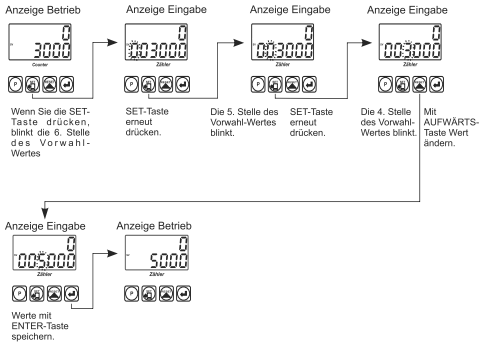 Anzeige Betrieb
0
3000
Counter
P
Wenn Sie die SET-
Taste drücken,
blinkt die 6. Stelle
des Vorwahl-
Wertes
Anzeige Eingabe
0
003000
Zähler
P
SET-Taste
erneut
drücken.
Anzeige Eingabe
0
003000
Zähler
P
Die 5. Stelle des
Vorwahl-Wertes
blinkt.
SET-Taste
erneut
drücken.
Anzeige Eingabe
0
003000
Zähler
P
Die 4. Stelle
des Vorwahl-
Wertes blinkt.
Mit
AUFWÄRTS-
Taste Wert
ändern.
Anzeige Eingabe
0
005000
Zähler
P
Werte mit
ENTER-Taste
speichern.
Anzeige Betrieb
0
5000
Zähler
P